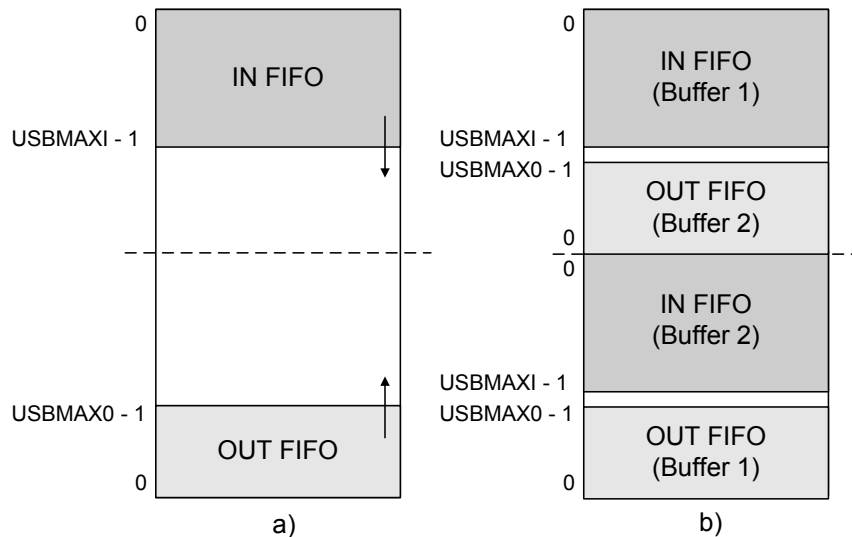 0
IN FIFO
USBMAXI - 1
USBMAX0 - 1
OUT FIFO
0
a)
IN FIFO
(Buffer 1)
USBMAXI - 1
USBMAX0 - 1
OUT FIFO
(Buffer 2)
0
0
IN FIFO
(Buffer 2)
USBMAXI - 1
USBMAX0 - 1
OUT FIFO
(Buffer 1)
0
0
b)